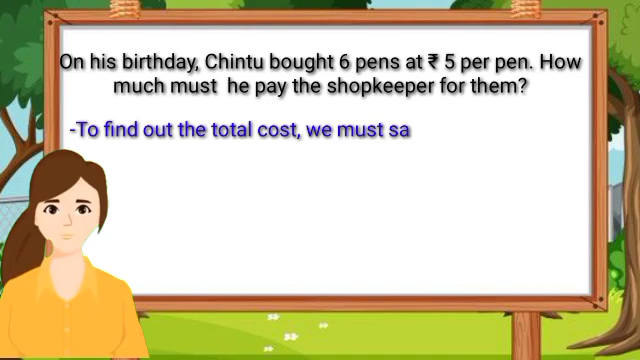 On his birthday, Chintu bought 6 pens at ₹ 5 per pen. How
much must he pay the shopkeeper for them?
-To find out the total cost, we must sa